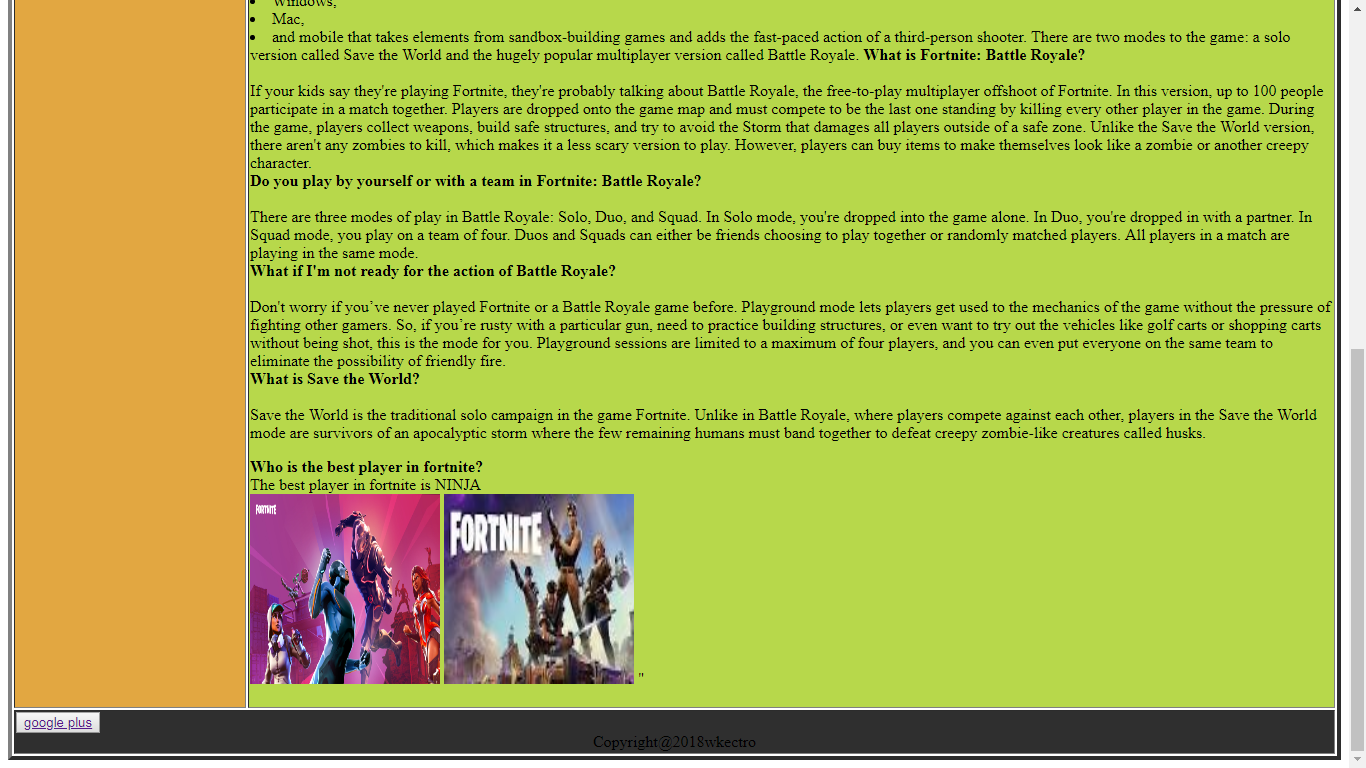 Windows,
Mac,
and mobile that takes elements from sandbox-building games and adds the fast-paced action of a third-person shooter. There are two modes to the game: a solo
version called Save the World and the hugely popular multiplayer version called Battle Royale. What is Fortnite: Battle Royale?
If your kids say they're playing Fortnite, they're probably talking about Battle Royale, the free-to-play multiplayer offshoot of Fortnite. In this version, up to 100 people
participate in a match together. Players are dropped onto the game map and must compete to be the last one standing by killing every other player in the game. During
the game, players collect weapons, build safe structures, and try to avoid the Storm that damages all players outside of a safe zone. Unlike the Save the World version,
there aren't any zombies to kill, which makes it a less scary version to play. However, players can buy items to make themselves look like a zombie or another creepy
character.
Do you play by yourself or with a team in Fortnite: Battle Royale?
There are three modes of play in Battle Royale: Solo, Duo, and Squad. In Solo mode, you're dropped into the game alone. In Duo, you're dropped in with a partner. In
Squad mode, you play on a team of four. Duos and Squads can either be friends choosing to play together or randomly matched players. All players in a match are
playing in the same mode.
What if I'm not ready for the action of Battle Royale?
Don't worry if you’ve never played Fortnite or a Battle Royale game before. Playground mode lets players get used to the mechanics of the game without the pressure of
fighting other gamers. So, if you’re rusty with a particular gun, need to practice building structures, or even want to try out the vehicles like golf carts or shopping carts
without being shot, this is the mode for you. Playground sessions are limited to a maximum of four players, and you can even put everyone on the same team to
eliminate the possibility of friendly fire.
What is Save the World?
Save the World is the traditional solo campaign in the game Fortnite. Unlike in Battle Royale, where players compete against each other, players in the Save the World
mode are survivors of an apocalyptic storm where the few remaining humans must band together to defeat creepy zombie-like creatures called husks.
Who is the best player in fortnite?
The best player in fortnite is NINJA
FORTNITE
FORTNITE
"
google plus
Copyright@2018wkectro